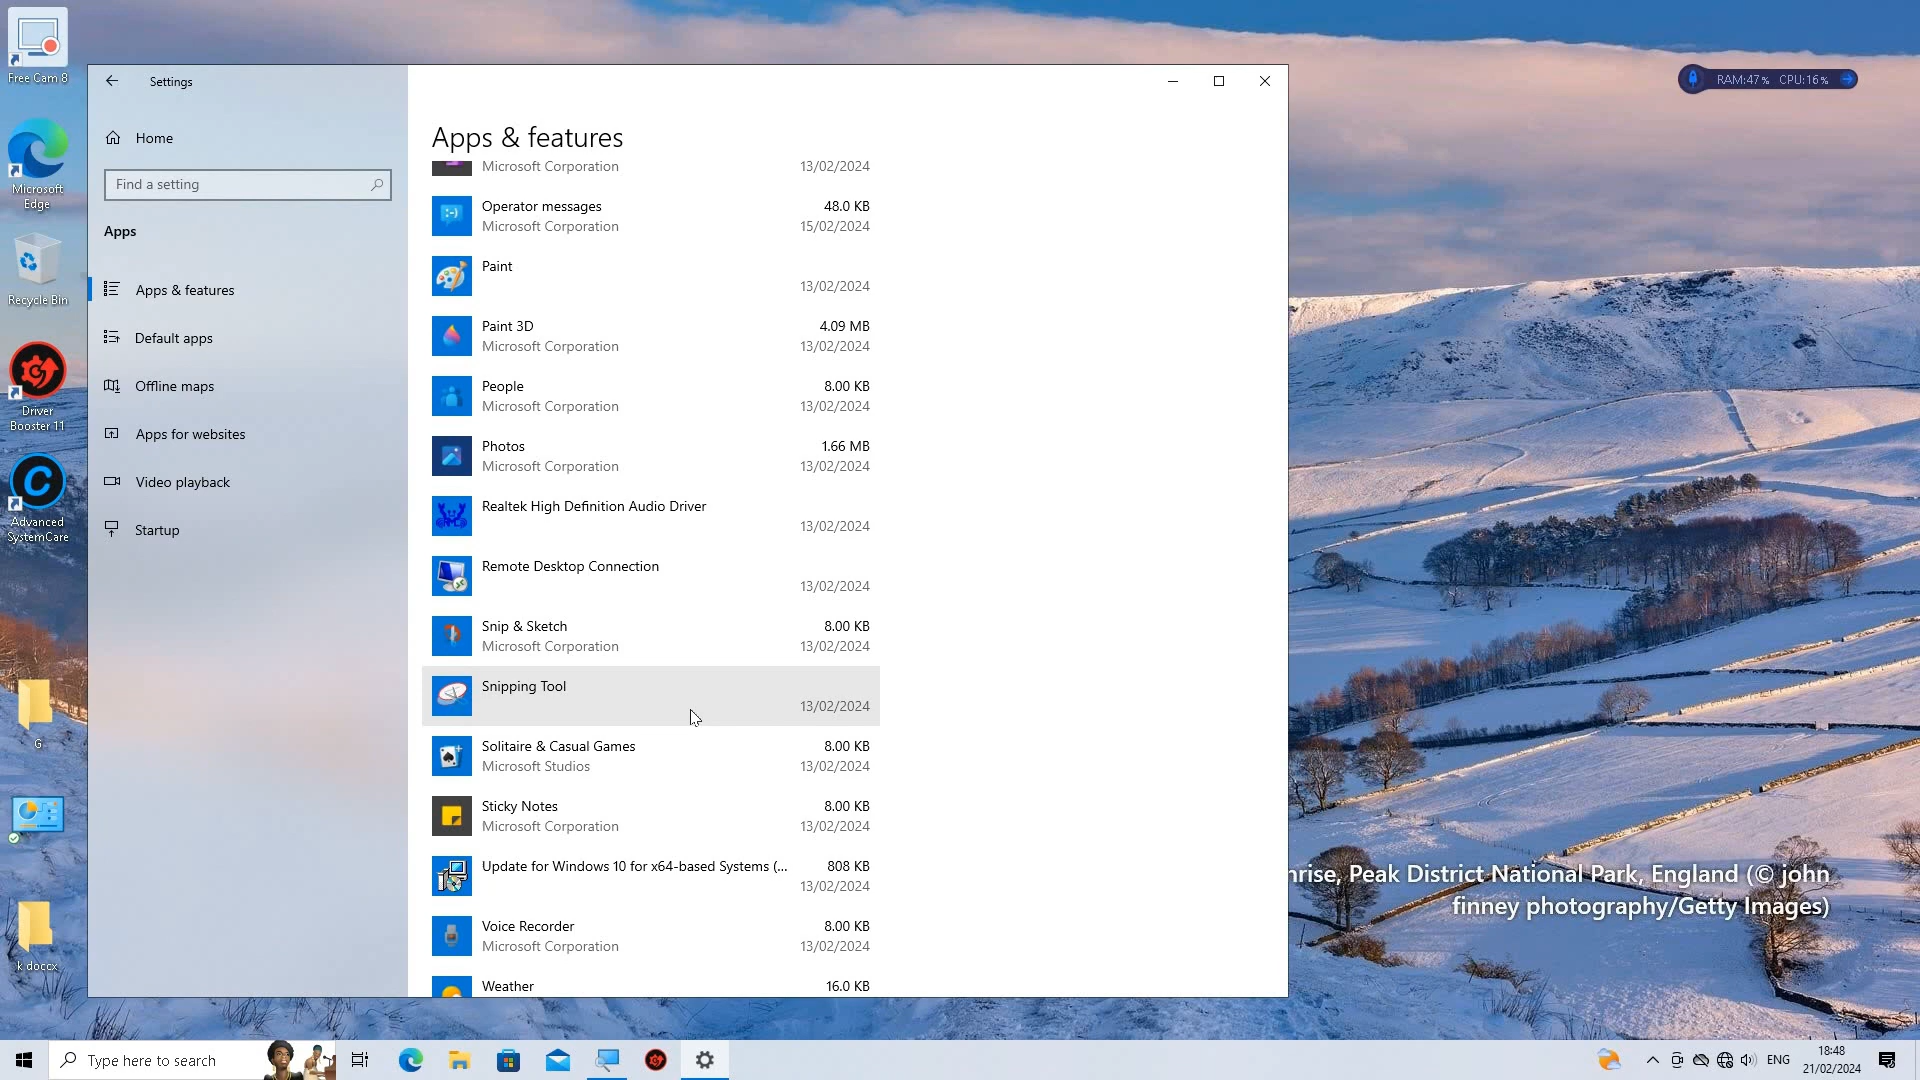 Free Cam 8
Microsoft
Edge
Recycle Bin
Driver
Booster 11
Advanced
SystemCare
G
k doccx
Settings
Home
Find a setting
Apps
Apps & features
Default apps
Offline maps
Apps for websites
Video playback
Startup
Apps & features
Microsoft Corporation 13/02/2024
Operator messages 48.0 KB
Microsoft Corporation 15/02/2024
Paint
13/02/2024
Paint 3D 4.09 MB
Microsoft Corporation 13/02/2024
People 8.00 KB
Microsoft Corporation 13/02/2024
Photos 1.66 MB
Microsoft Corporation 13/02/2024
Realtek High Definition Audio Driver
13/02/2024
Remote Desktop Connection
13/02/2024
Snip & Sketch 8.00 KB
Microsoft Corporation 13/02/2024
Snipping Tool
13/02/2024
Solitaire & Casual Games 8.00 KB
Microsoft Studios 13/02/2024
Sticky Notes 8.00 KB
Microsoft Corporation 13/02/2024
Update for Windows 10 for x64-based Systems (... 808 KB
13/02/2024
Voice Recorder 8.00 KB
Microsoft Corporation 13/02/2024
Weather 16.0 KB
RAM:47% CPU:16%
nrise, Peak District National Park, England (© john
finney photography/Getty Images)
Type here to search
ENG
18:48
21/02/2024